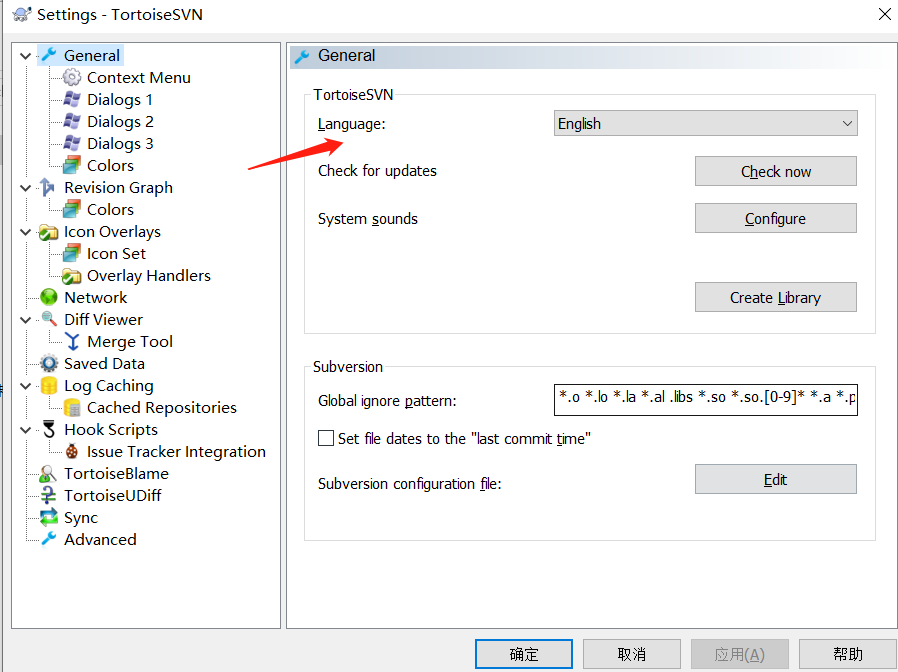 Settings - TortoiseSVN
General
Context Menu
Dialogs 1
Dialogs 2
Dialogs 3
Colors
Revision Graph
Colors
Icon Overlays
Icon Set
Overlay Handlers
Network
Diff Viewer
Merge Tool
Saved Data
Log Caching
Cached Repositories
Hook Scripts
Issue Tracker Integration
TortoiseBlame
TortoiseUDiff
Sync
Advanced
General
TortoiseSVN
Language: English
Check for updates Check now
System sounds Configure
Create Library
Subversion
Global ignore pattern: *.o *.lo *.la *.al .libs *.so *.so.[0-9]* *.a *.p
Set file dates to the "last commit time"
Subversion configuration file: Edit
确定 取消 应用(A) 帮助